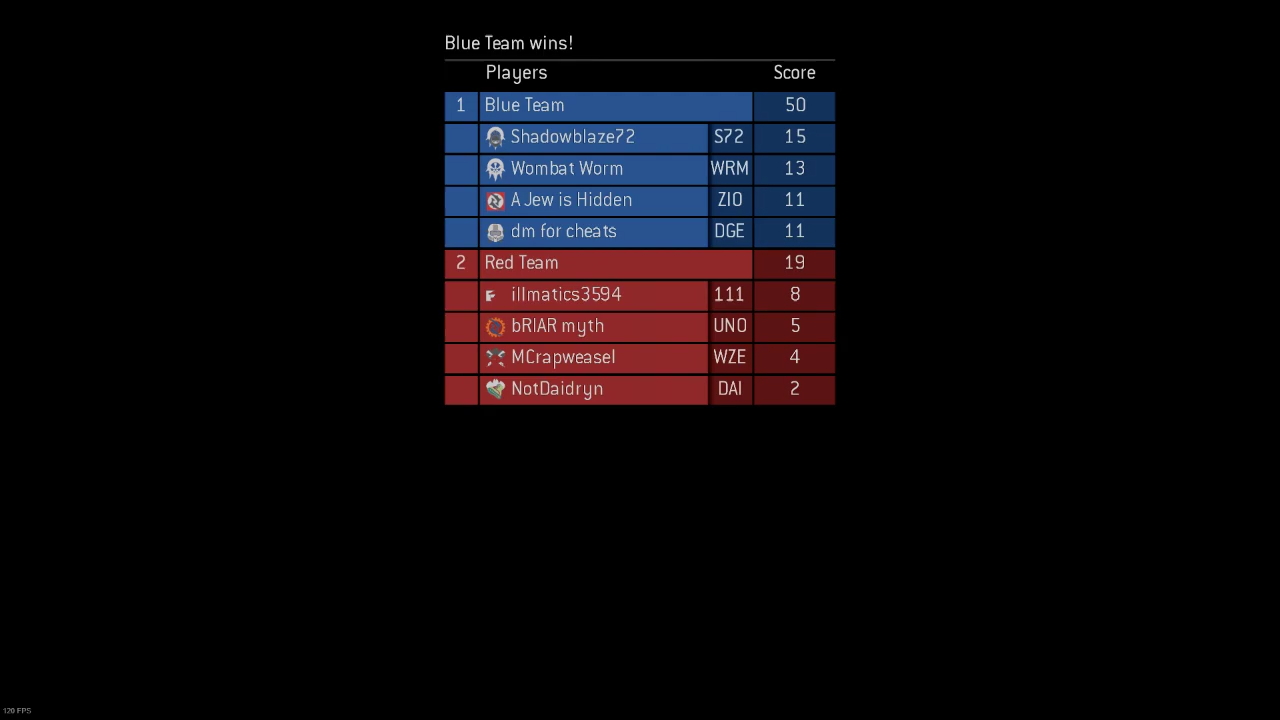 Blue Team wins!
Players Score
1 Blue Team 50
Shadowblaze72 S72 15
Wombat Worm WRM 13
A Jew is Hidden ZIO 11
dm for cheats DGE 11
2 Red Team 19
illmatics3594 111 8
bRIAR myth UNO 5
MCrapweasel WZE 4
NotDaidryn DAI 2
120 FPS